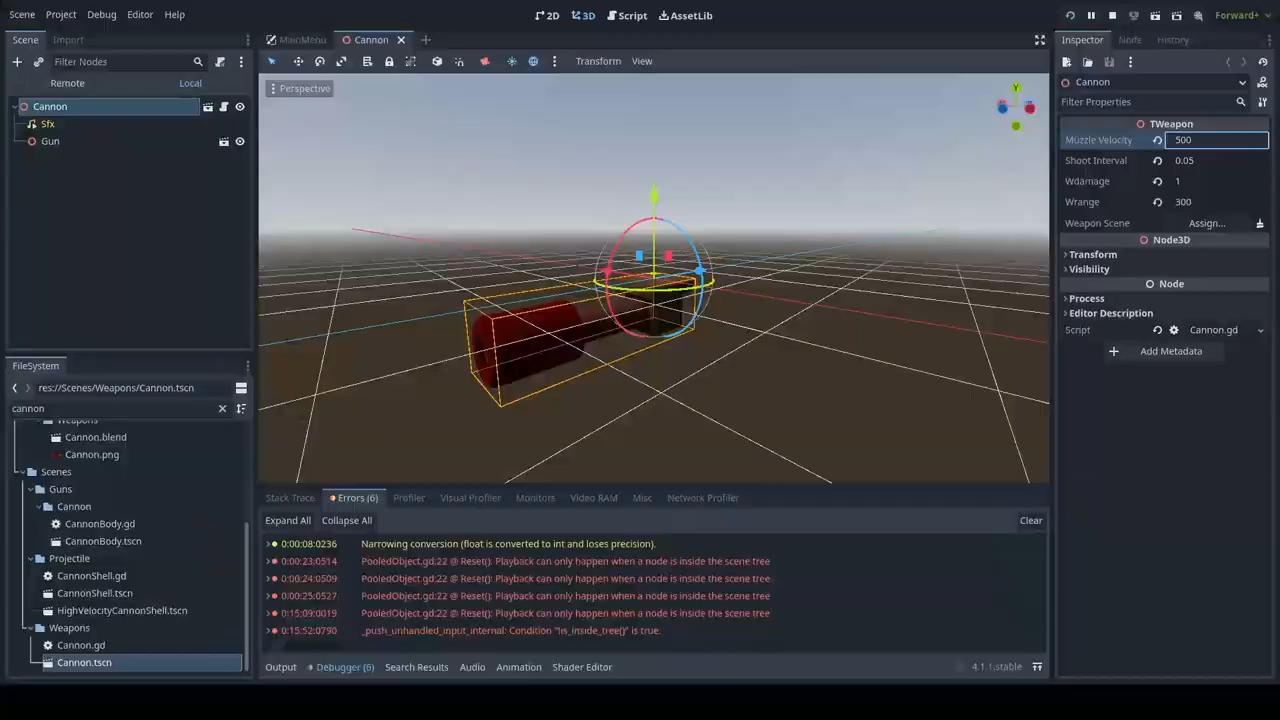 Scene Project Debug Editor Help
2D 3D Script AssetLib
Forward+
Scene Import
Filter Nodes
Remote Local
Cannon
Sfx
Gun
MainMenu Cannon
Transform View
Perspective
Y
FileSystem
res://Scenes/Weapons/Cannon.tscn
cannon
Weapons
Cannon.blend
Cannon.png
Scenes
Guns
Cannon
CannonBody.gd
CannonBody.tscn
Projectile
CannonShell.gd
CannonShell.tscn
HighVelocityCannonShell.tscn
Weapons
Cannon.gd
Cannon.tscn
Stack Trace Errors (6) Profiler Visual Profiler Monitors Video RAM Misc Network Profiler
Expand All Collapse All Clear
0:00:08:0236 Narrowing conversion (float is converted to int and loses precision).
0:00:23:0514 PooledObject.gd:22 @ Reset(): Playback can only happen when a node is inside the scene tree
0:00:24:0509 PooledObject.gd:22 @ Reset(): Playback can only happen when a node is inside the scene tree
0:00:25:0527 PooledObject.gd:22 @ Reset(): Playback can only happen when a node is inside the scene tree
0:15:09:0019 PooledObject.gd:22 @ Reset(): Playback can only happen when a node is inside the scene tree
0:15:52:0790 _push_unhandled_input_internal: Condition "!is_inside_tree()" is true.
Output Debugger (6) Search Results Audio Animation Shader Editor 4.1.1.stable
Inspector Node History
Cannon
Filter Properties
TWeapon
Muzzle Velocity 500
Shoot Interval 0.05
Wdamage 1
Wrange 300
Weapon Scene Assign...
Node3D
Transform
Visibility
Node
Process
Editor Description
Script Cannon.gd
Add Metadata